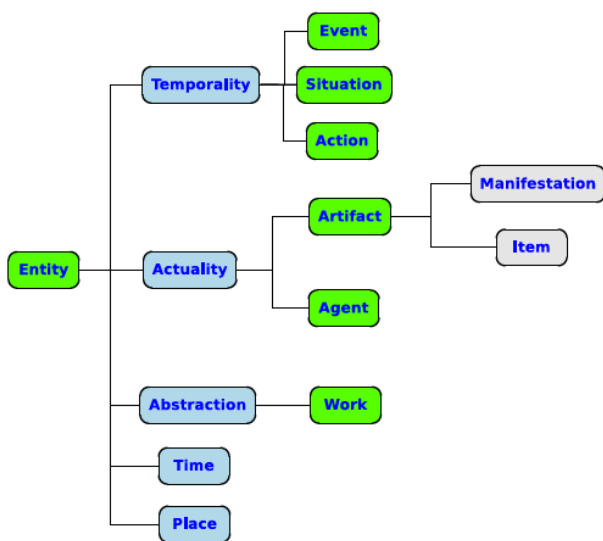 Event
Temporality
Situation
Action
Manifestation
Artifact
Item
Entity
Actuality
Agent
Abstraction
Work
Time
Place